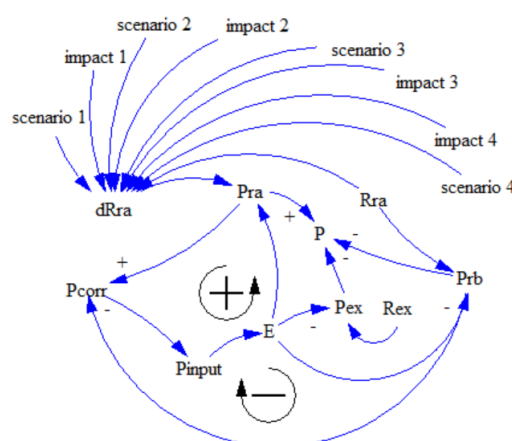 scenario 2
impact 2
scenario 3
impact 1
impact 3
scenario 1
impact 4
scenario 4
dRra
Pra
Rra
+
P
-
+
-
Pcorr
Prb
-
+
Pex
Rex
-
E
-
Pinput
−